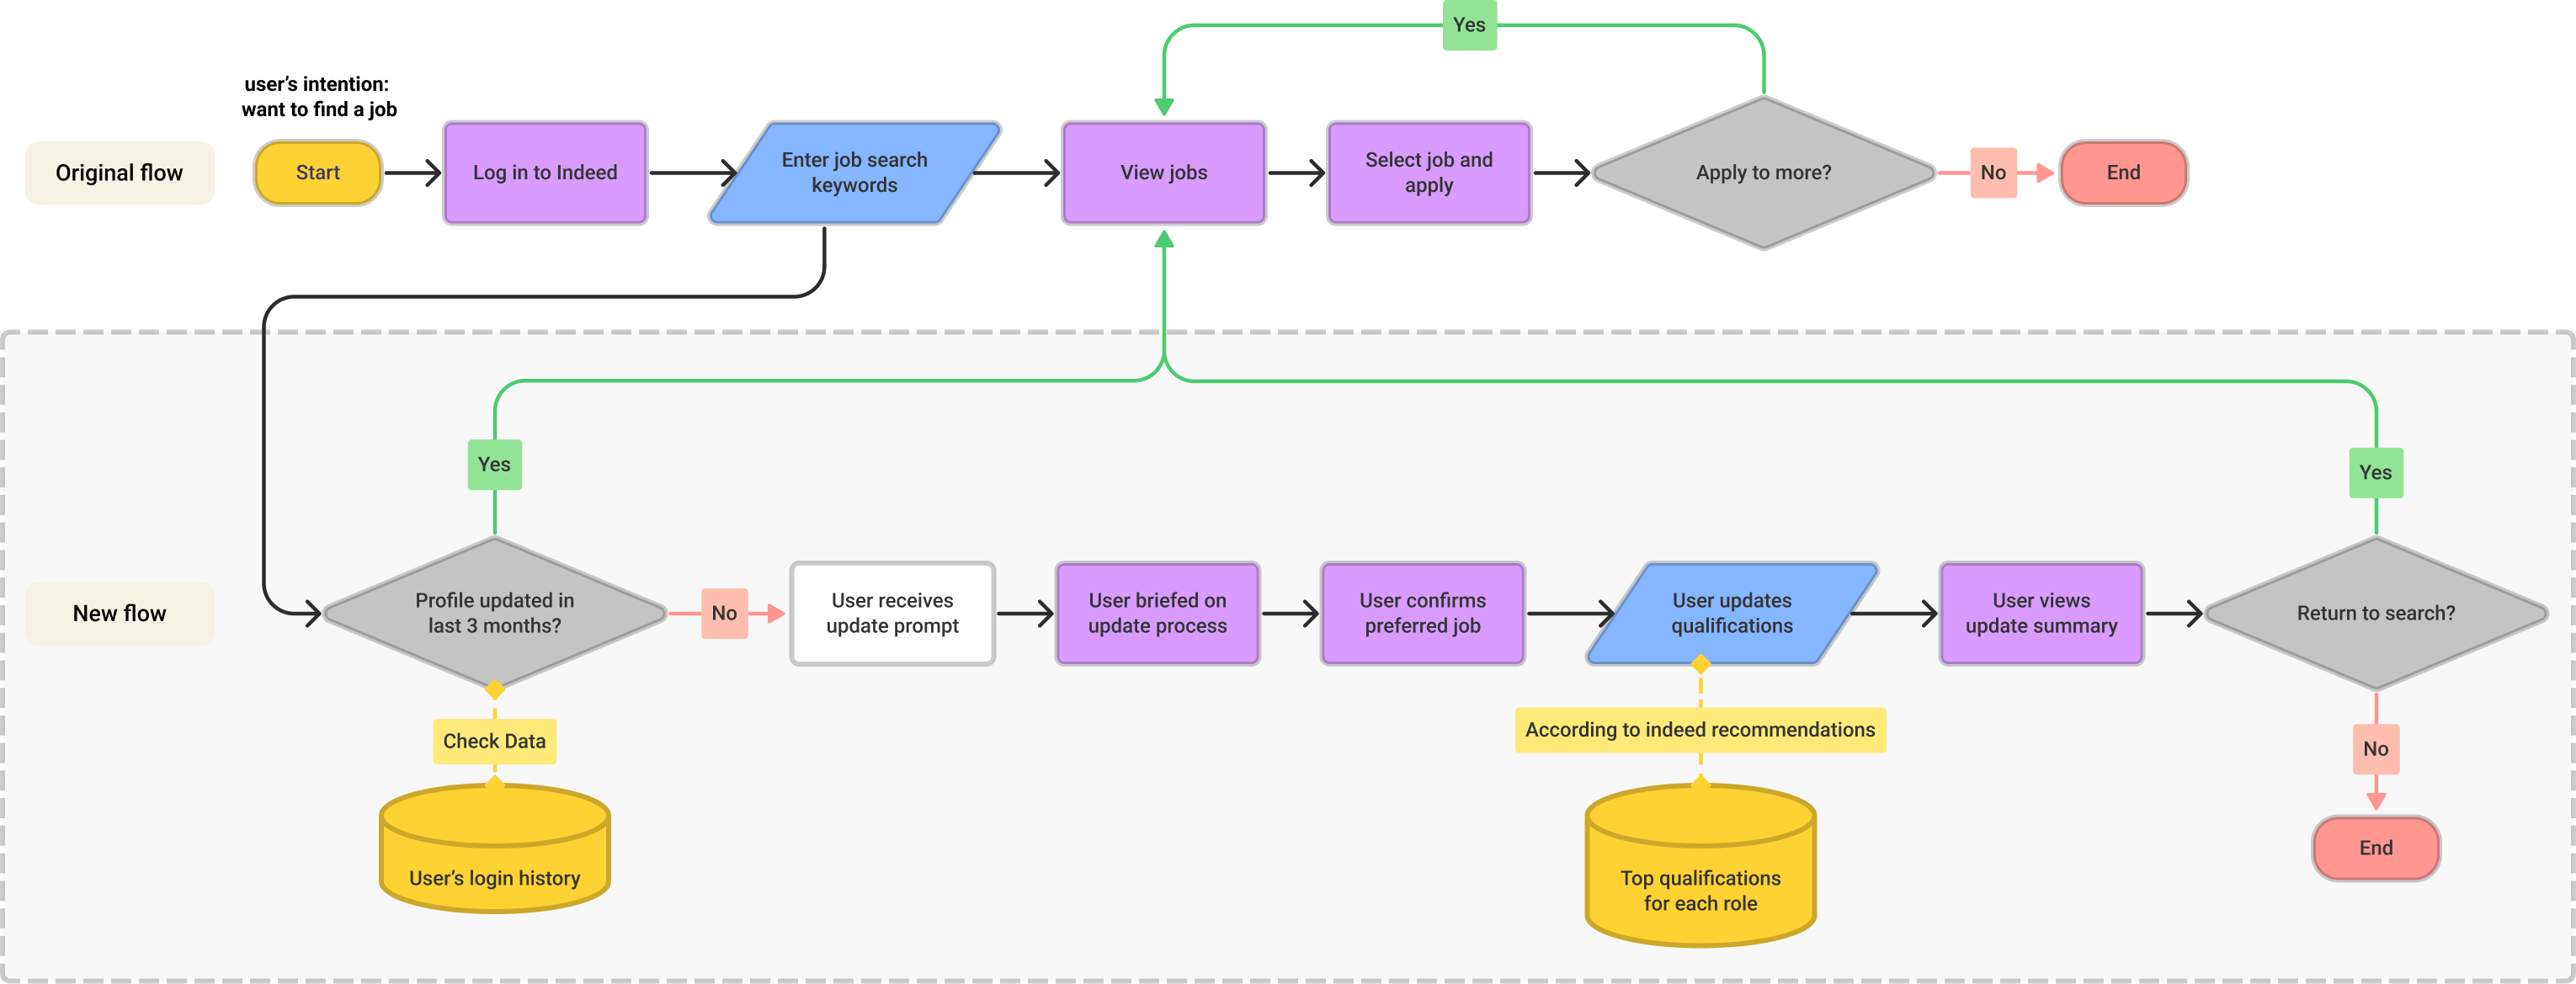 Yes
user’s intention:
want to find a job
Original flow
Start
Log in to Indeed
Enter job search
keywords
View jobs
Select job and
apply
Apply to more?
No
End
Yes
Yes
New flow
Profile updated in
last 3 months?
No
User receives
update prompt
User briefed on
update process
User confirms
preferred job
User updates
qualifications
User views
update summary
Return to search?
Check Data
According to indeed recommendations
No
User’s login history
Top qualifications
for each role
End